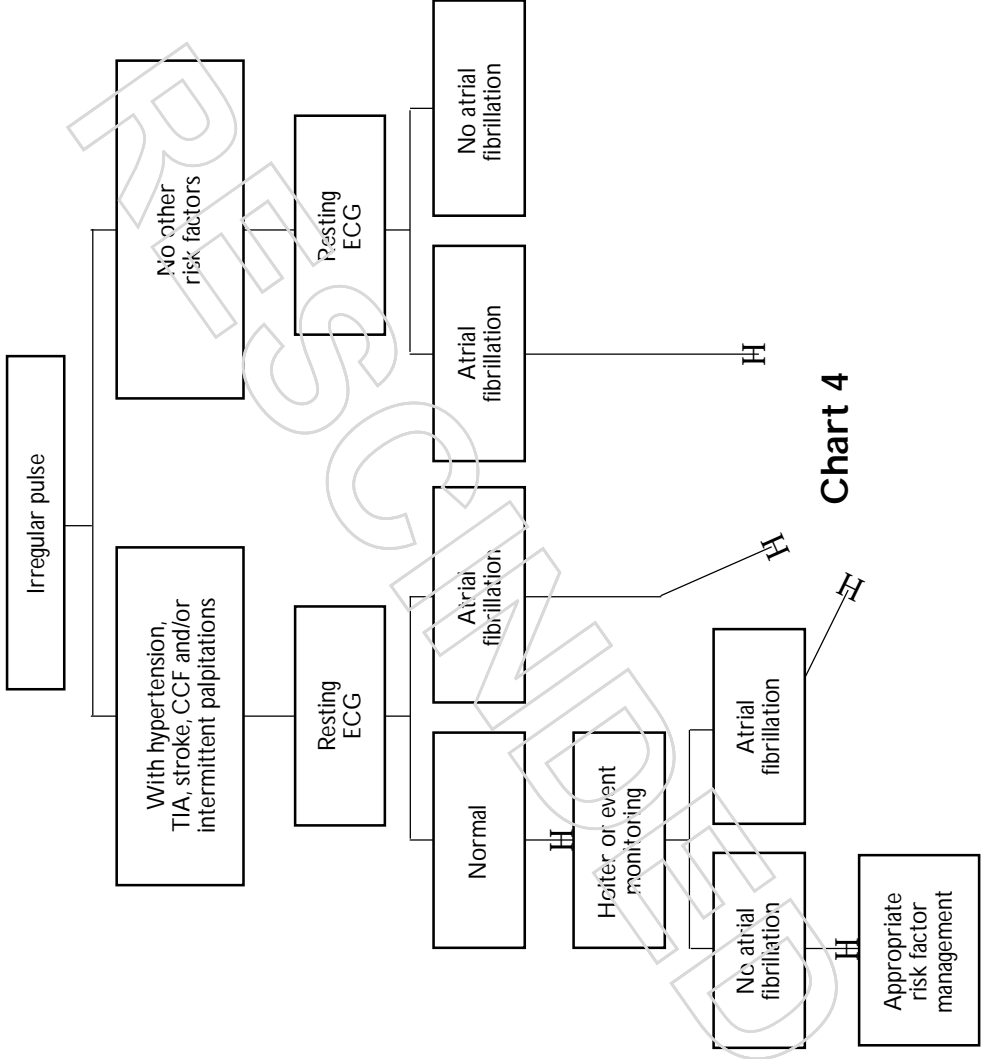 Irregular pulse
With hypertension,
TIA, stroke, CCF and/or
intermittent palpitations
No other
risk factors
Resting
ECG
Resting
ECG
Normal
Atrial
fibrillation
Atrial
fibrillation
No atrial
fibrillation
H
Holter or event
monitoring
H
H
No atrial
fibrillation
Atrial
fibrillation
H
H
Appropriate
risk factor
management
Chart 4
RESCINDED